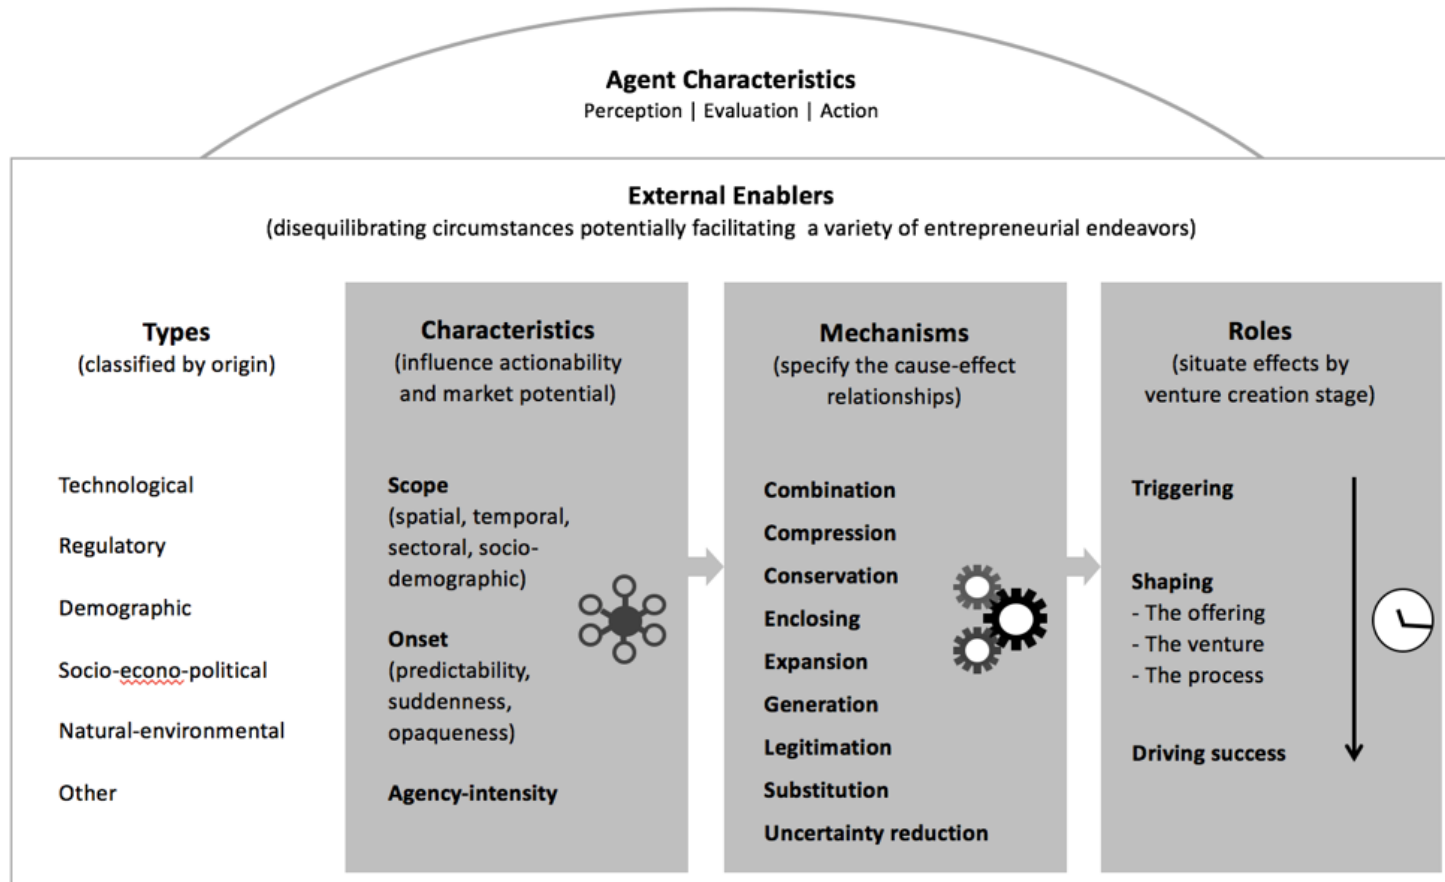 Agent Characteristics
Perception | Evaluation | Action
External Enablers
(disequilibrating circumstances potentially facilitating a variety of entrepreneurial endeavors)
Types
(classified by origin)
Technological
Regulatory
Demographic
Socio-econo-political
Natural-environmental
Other
Characteristics
(influence actionability
and market potential)
Scope
(spatial, temporal,
sectoral, socio-
demographic)
Onset
(predictability,
suddenness,
opaqueness)
Agency-intensity
Mechanisms
(specify the cause-effect
relationships)
Combination
Compression
Conservation
Enclosing
Expansion
Generation
Legitimation
Substitution
Uncertainty reduction
Roles
(situate effects by
venture creation stage)
Triggering
Shaping
- The offering
- The venture
- The process
Driving success